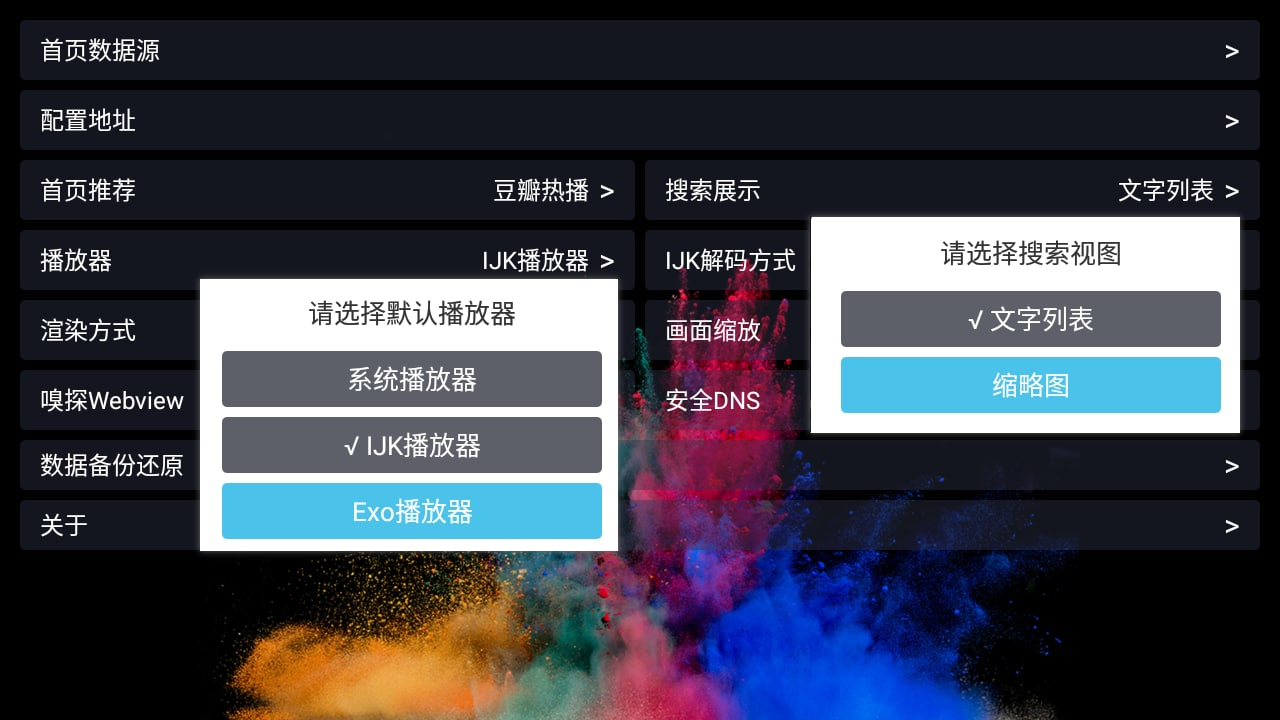 首页数据源 >
配置地址 >
首页推荐 豆瓣热播 >
搜索展示 文字列表 >
播放器 IJK播放器 >
IJK解码方式
请选择搜索视图
√ 文字列表
缩略图
请选择默认播放器
系统播放器
√ IJK播放器
Exo播放器
渲染方式
画面缩放
嗅探Webview
安全DNS
数据备份还原 >
关于 >